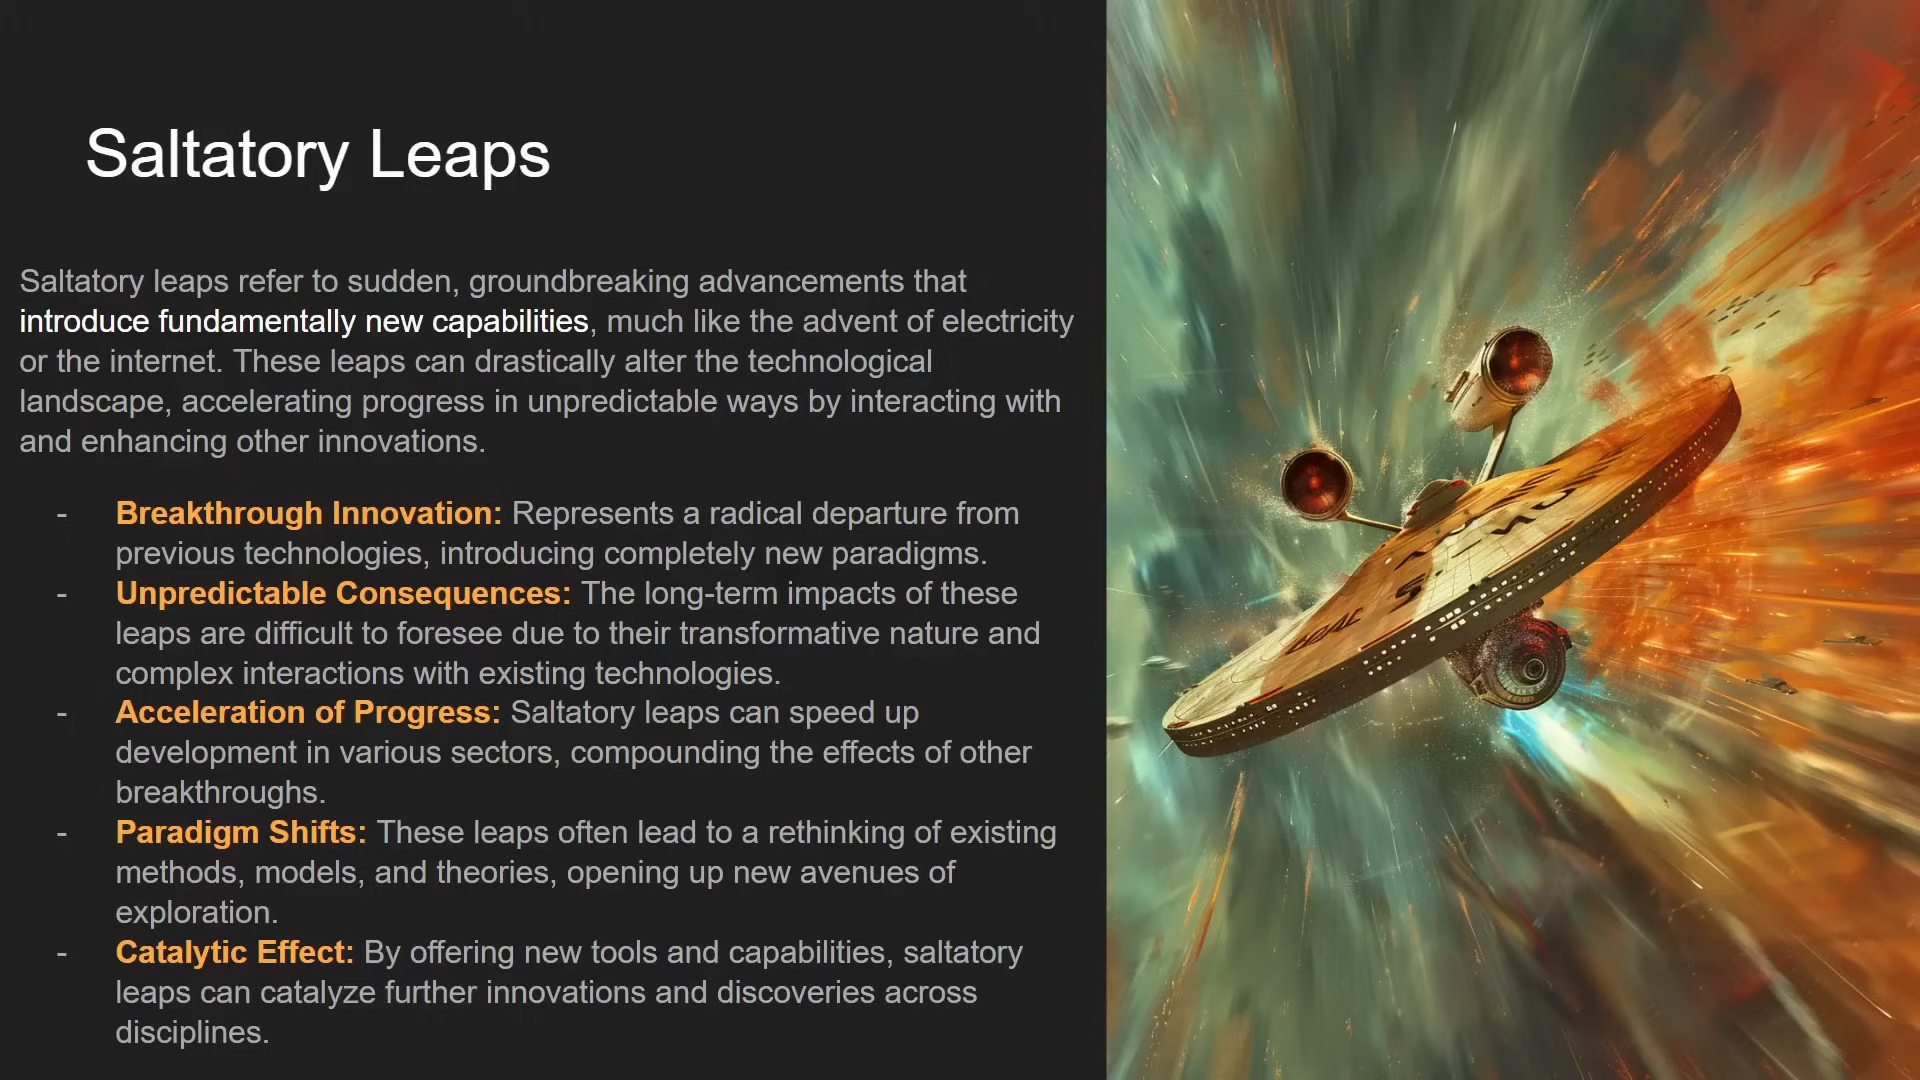 Saltatory Leaps
Saltatory leaps refer to sudden, groundbreaking advancements that
introduce fundamentally new capabilities, much like the advent of electricity
or the internet. These leaps can drastically alter the technological
landscape, accelerating progress in unpredictable ways by interacting with
and enhancing other innovations.
- Breakthrough Innovation: Represents a radical departure from
previous technologies, introducing completely new paradigms.
- Unpredictable Consequences: The long-term impacts of these
leaps are difficult to foresee due to their transformative nature and
complex interactions with existing technologies.
- Acceleration of Progress: Saltatory leaps can speed up
development in various sectors, compounding the effects of other
breakthroughs.
- Paradigm Shifts: These leaps often lead to a rethinking of existing
methods, models, and theories, opening up new avenues of
exploration.
- Catalytic Effect: By offering new tools and capabilities, saltatory
leaps can catalyze further innovations and discoveries across
disciplines.